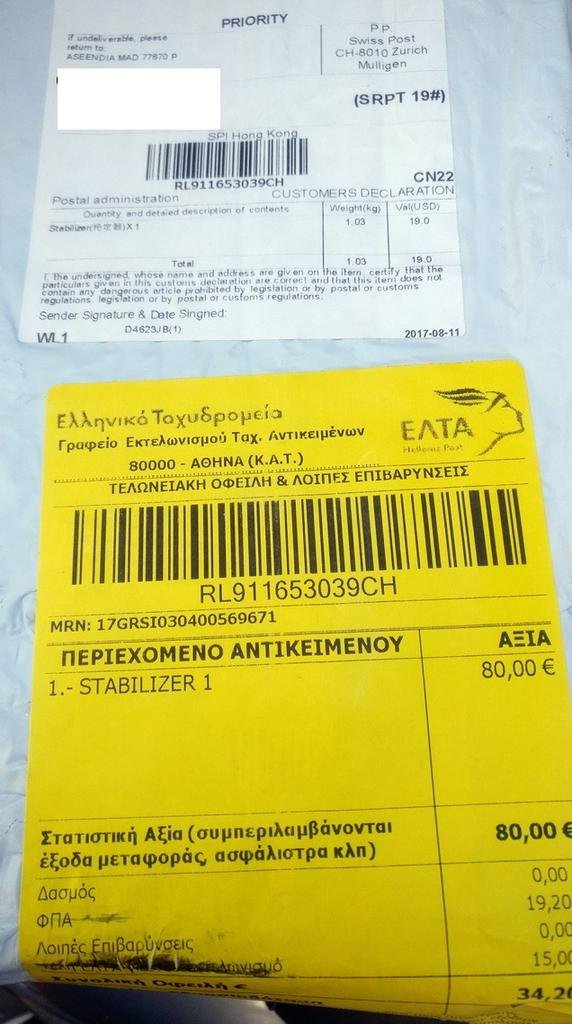 PRIORITY
If undeliverable, please
return to:
ASEENDIA MAD 77670 P
P.P.
Swiss Post
CH-8010 Zurich
Mulligen
(SRPT 19#)
SPI Hong Kong
RL911653039CH
CN22
Postal administration CUSTOMERS DECLARATION
Quantity and detailed description of contents Weight(kg) Val(USD)
Stabilizer(稳定器)X1 1.03 19.0
Total 1.03 19.0
I, the undersigned, whose name and address are given on the item, certify that the
particulars given in this customs declaration are correct and that this item does not
contain any dangerous article prohibited by legislation or by postal or customs
regulations. legislation or by postal or customs regulations.
Sender Signature & Date Singned:
WL1 D4623JB(1) 2017-08-11
Ελληνικά Ταχυδρομεία
Γραφείο Εκτελωνισμού Ταχ. Αντικειμένων
80000 - ΑΘΗΝΑ (Κ.Α.Τ.)
ΕΛΤΑ
Hellenic Post
ΤΕΛΩΝΕΙΑΚΗ ΟΦΕΙΛΗ & ΛΟΙΠΕΣ ΕΠΙΒΑΡΥΝΣΕΙΣ
RL911653039CH
MRN: 17GRSI030400569671
ΠΕΡΙΕΧΟΜΕΝΟ ΑΝΤΙΚΕΙΜΕΝΟΥ ΑΞΙΑ
1.- STABILIZER 1 80,00 €
Στατιστική Αξία (συμπεριλαμβάνονται 80,00 €
έξοδα μεταφοράς, ασφάλιστρα κλπ)
Δασμός 0,00
ΦΠΑ 19,20
Λοιπές Επιβαρύνσεις 0,00
15,00
Συνολική Οφειλή € 34,20